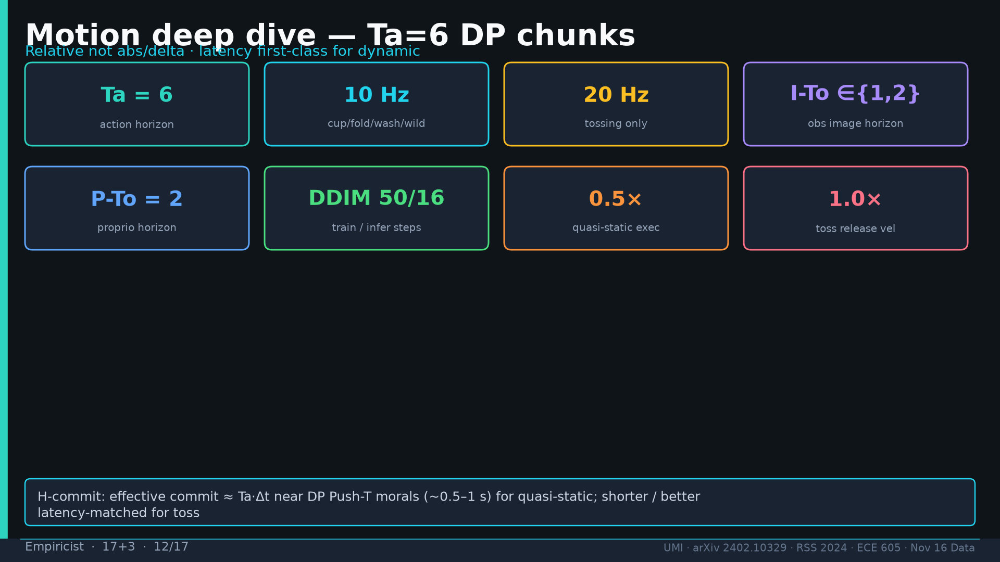 Motion deep dive — Ta=6 DP chunks
Relative not abs/delta · latency first-class for dynamic
Ta = 6
action horizon
10 Hz
cup/fold/wash/wild
20 Hz
tossing only
I-To ∈{1,2}
obs image horizon
P-To = 2
proprio horizon
DDIM 50/16
train / infer steps
0.5×
quasi-static exec
1.0×
toss release vel
H-commit: effective commit ≈ Ta·Δt near DP Push-T morals (~0.5–1 s) for quasi-static; shorter / better
latency-matched for toss
Empiricist · 17+3 · 12/17
UMI · arXiv 2402.10329 · RSS 2024 · ECE 605 · Nov 16 Data